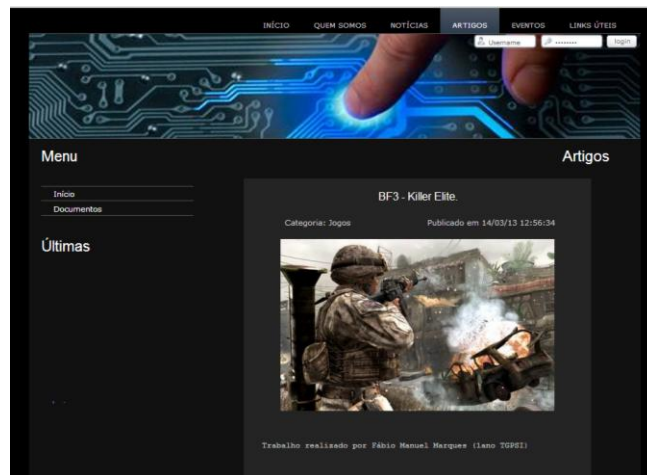 INÍCIO QUEM SOMOS NOTÍCIAS ARTIGOS EVENTOS LINKS ÚTEIS
Username ........ login
Menu
Artigos
Início
Documentos
Últimas
BF3 - Killer Elite.
Categoria: Jogos Publicado em 14/03/13 12:56:34
Trabalho realizado por Fábio Manuel Marques (1ano TGPSI)